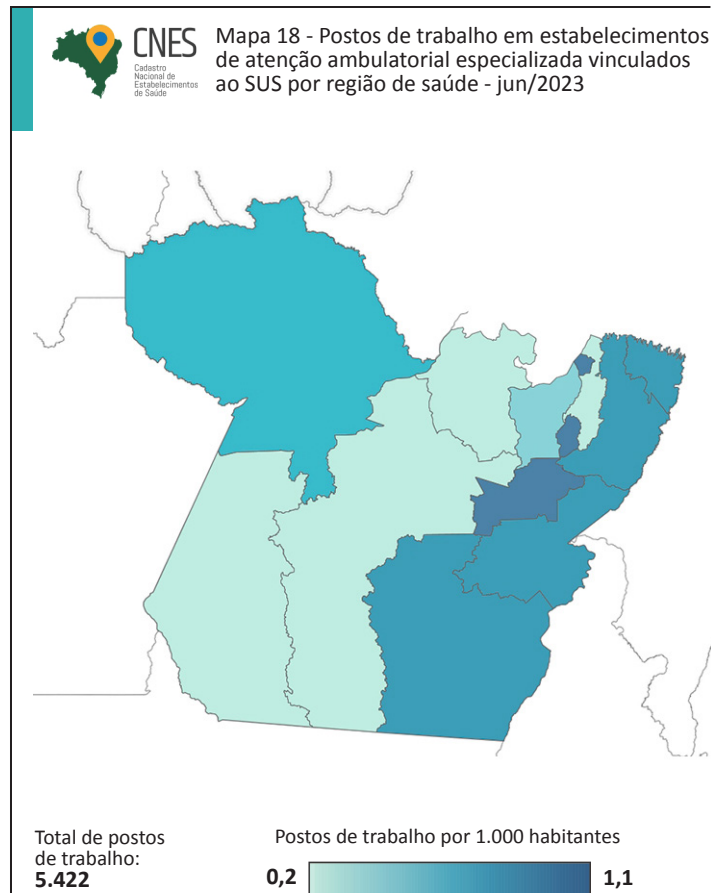 CNES
Cadastro
Nacional de
Estabelecimentos
de Saúde
Mapa 18 - Postos de trabalho em estabelecimentos
de atenção ambulatorial especializada vinculados
ao SUS por região de saúde - jun/2023
Total de postos
de trabalho:
5.422
Postos de trabalho por 1.000 habitantes
0,2
1,1